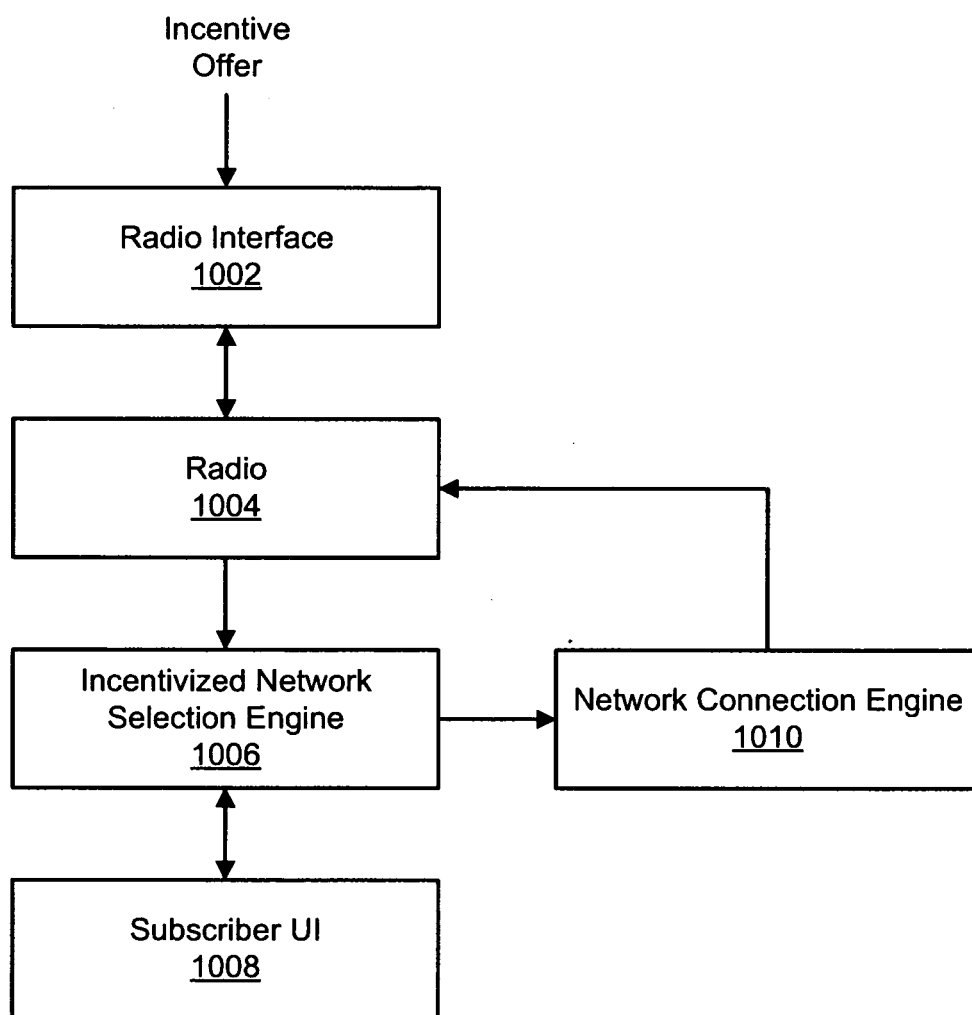 Incentive
Offer
Radio Interface
1002
Radio
1004
Incentivized Network
Selection Engine
1006
Network Connection Engine
1010
Subscriber UI
1008